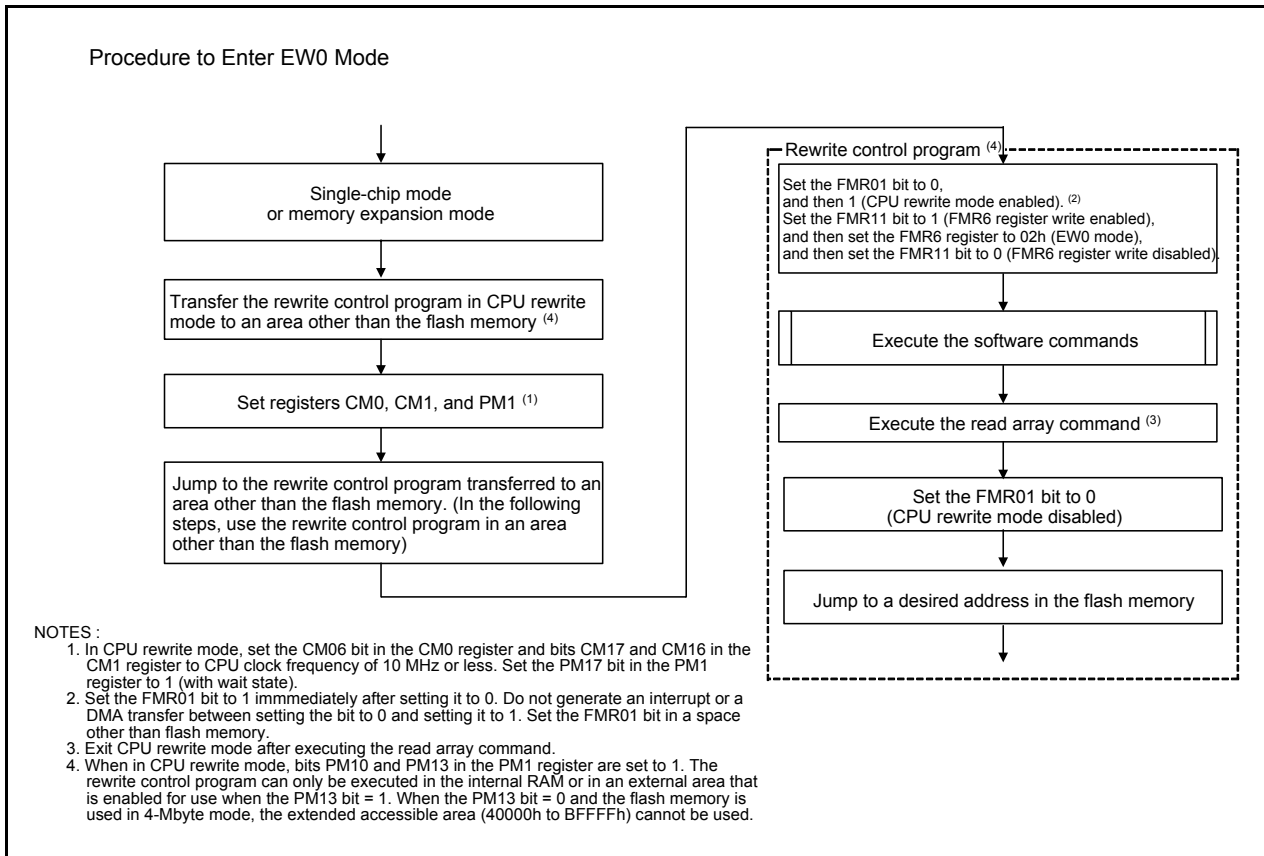 Procedure to Enter EW0 Mode
Single-chip mode
or memory expansion mode
Transfer the rewrite control program in CPU rewrite
mode to an area other than the flash memory (4)
Set registers CM0, CM1, and PM1 (1)
Jump to the rewrite control program transferred to an
area other than the flash memory. (In the following
steps, use the rewrite control program in an area
other than the flash memory)
Rewrite control program (4)
Set the FMR01 bit to 0,
and then 1 (CPU rewrite mode enabled). (2)
Set the FMR11 bit to 1 (FMR6 register write enabled),
and then set the FMR6 register to 02h (EW0 mode),
and then set the FMR11 bit to 0 (FMR6 register write disabled).
Execute the software commands
Execute the read array command (3)
Set the FMR01 bit to 0
(CPU rewrite mode disabled)
Jump to a desired address in the flash memory
NOTES :
1. In CPU rewrite mode, set the CM06 bit in the CM0 register and bits CM17 and CM16 in the
CM1 register to CPU clock frequency of 10 MHz or less. Set the PM17 bit in the PM1
register to 1 (with wait state).
2. Set the FMR01 bit to 1 immmediately after setting it to 0. Do not generate an interrupt or a
DMA transfer between setting the bit to 0 and setting it to 1. Set the FMR01 bit in a space
other than flash memory.
3. Exit CPU rewrite mode after executing the read array command.
4. When in CPU rewrite mode, bits PM10 and PM13 in the PM1 register are set to 1. The
rewrite control program can only be executed in the internal RAM or in an external area that
is enabled for use when the PM13 bit = 1. When the PM13 bit = 0 and the flash memory is
used in 4-Mbyte mode, the extended accessible area (40000h to BFFFFh) cannot be used.